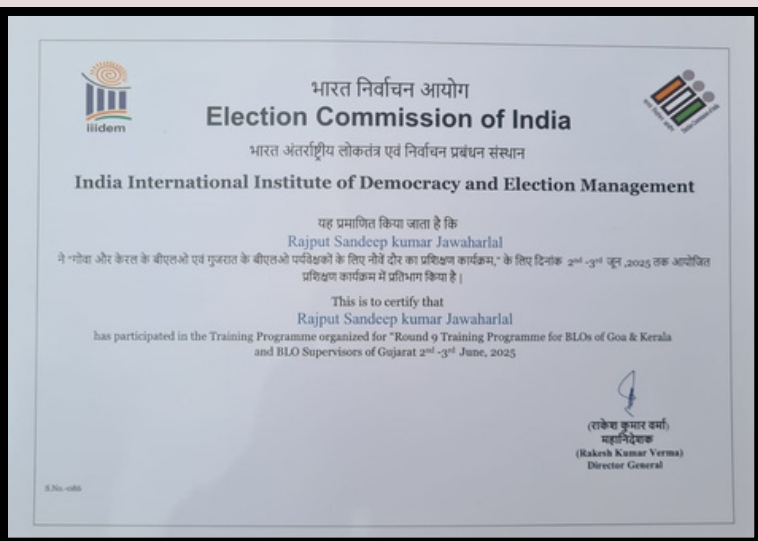 iiidem
भारत निर्वाचन आयोग
Election Commission of India
भारत अंतर्राष्ट्रीय लोकतंत्र एवं निर्वाचन प्रबंधन संस्थान
India International Institute of Democracy and Election Management
यह प्रमाणित किया जाता है कि
Rajput Sandeep kumar Jawaharlal
ने "गोवा और केरल के बीएलओ एवं गुजरात के बीएलओ पर्यवेक्षकों के लिए नौवें दौर का प्रशिक्षण कार्यक्रम," के लिए दिनांक 2nd -3rd जून ,2025 तक आयोजित
प्रशिक्षण कार्यक्रम में प्रतिभाग किया है |
This is to certify that
Rajput Sandeep kumar Jawaharlal
has participated in the Training Programme organized for "Round 9 Training Programme for BLOs of Goa & Kerala
and BLO Supervisors of Gujarat 2nd -3rd June, 2025
(राकेश कुमार वर्मा)
महानिदेशक
(Rakesh Kumar Verma)
Director General
S.No.